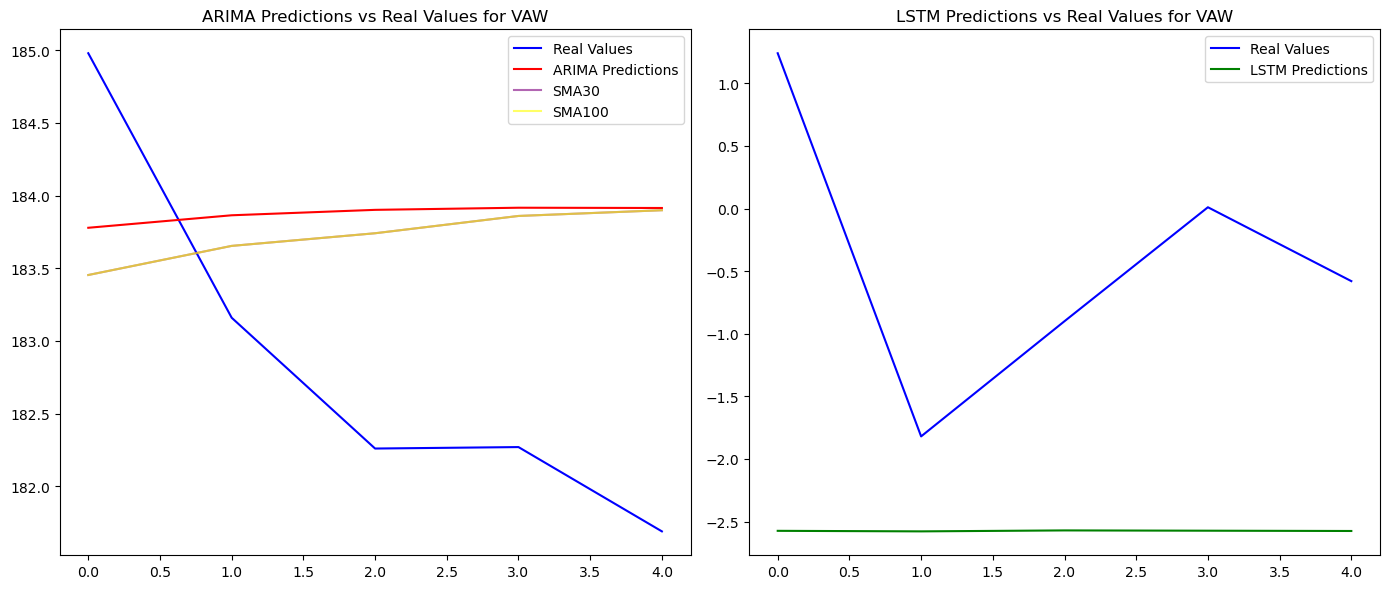 ARIMA Predictions vs Real Values for VAW
185.0
184.5
184.0
183.5
183.0
182.5
182.0
0.0 0.5 1.0 1.5 2.0 2.5 3.0 3.5 4.0
Real Values
ARIMA Predictions
SMA30
SMA100
LSTM Predictions vs Real Values for VAW
1.0
0.5
0.0
−0.5
−1.0
−1.5
−2.0
−2.5
0.0 0.5 1.0 1.5 2.0 2.5 3.0 3.5 4.0
Real Values
LSTM Predictions